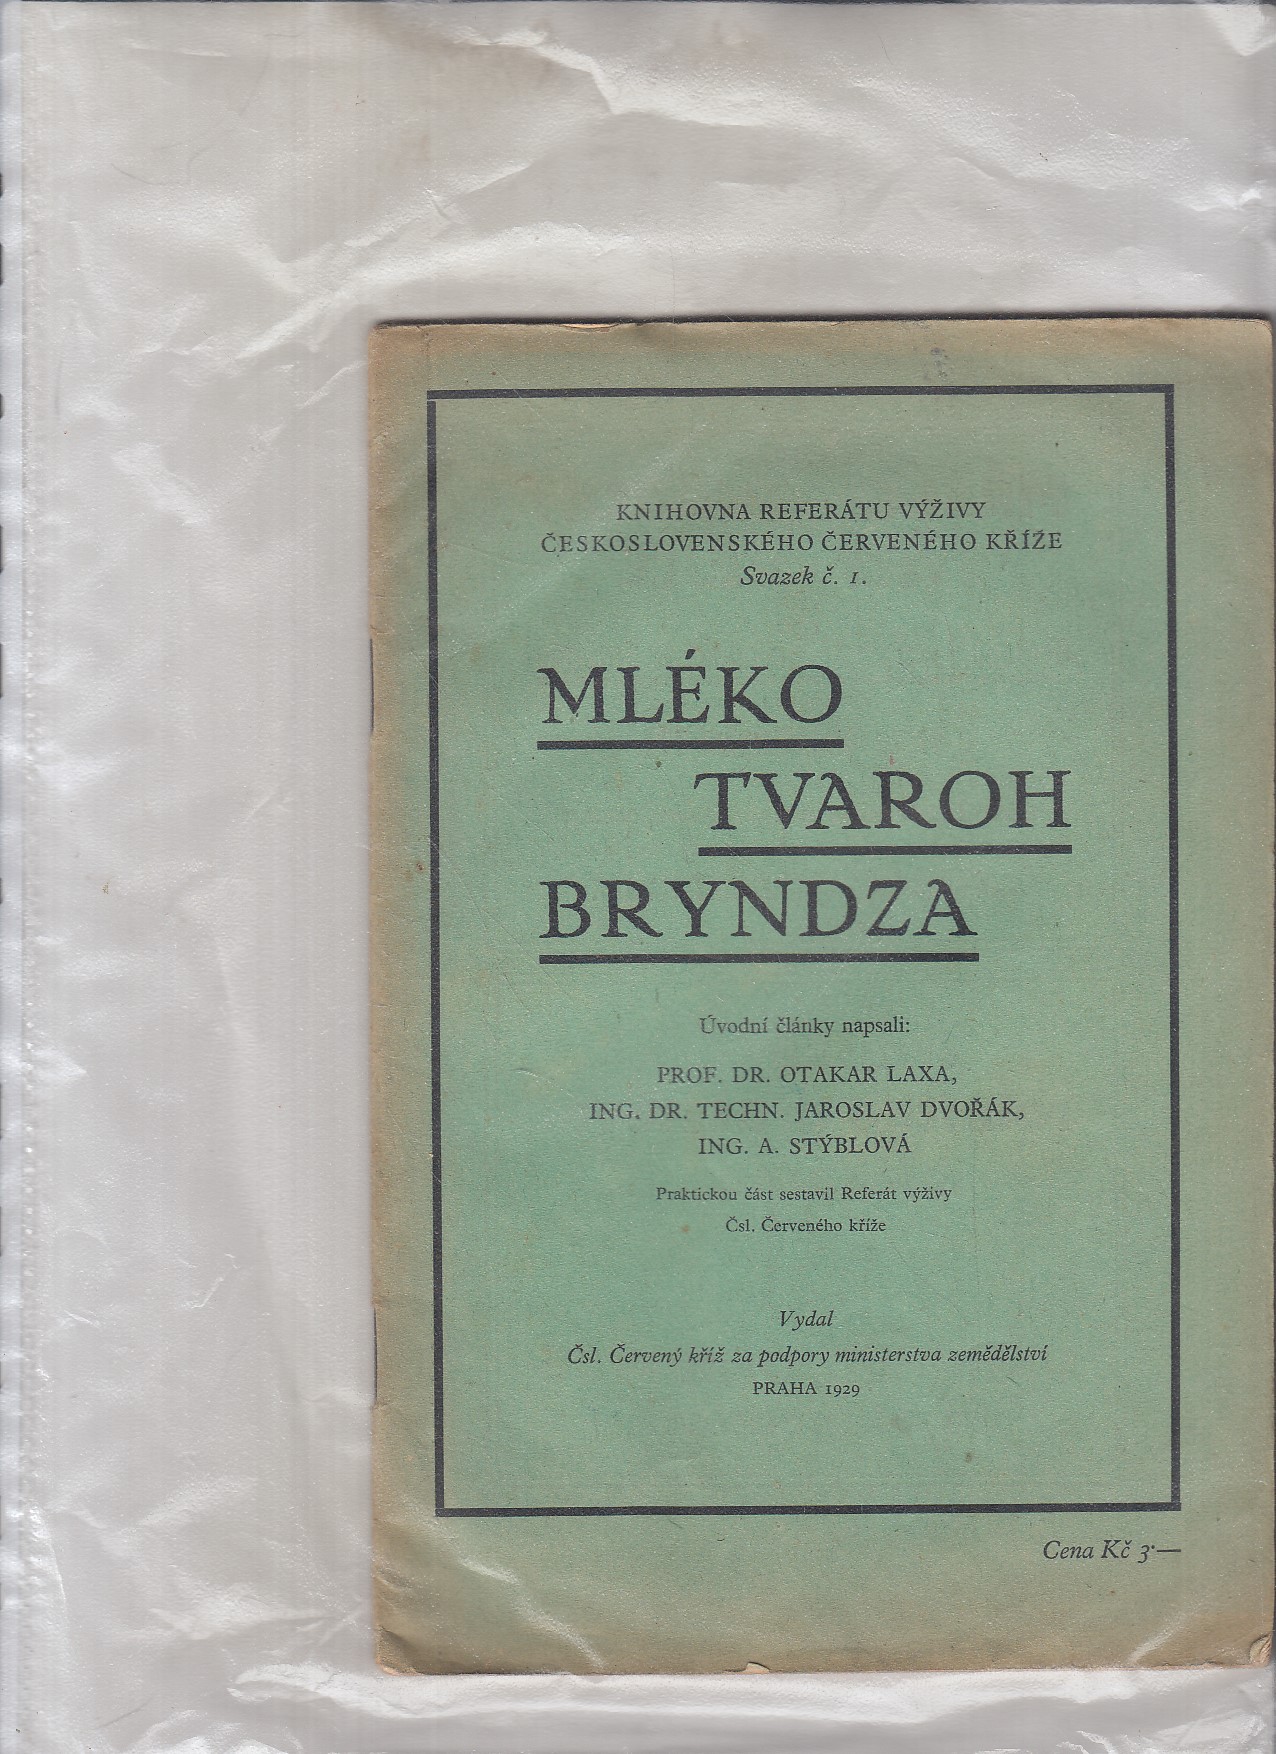 KNIHOVNA REFERÁTU VÝŽIVY
ČESKOSLOVENSKÉHO ČERVENÉHO KŘÍŽE
Svazek č. 1.
MLÉKO
TVAROH
BRYNDZA
Úvodní články napsali:
PROF. DR. OTAKAR LAXA,
ING. DR. TECHN. JAROSLAV DVOŘÁK,
ING. A. STÝBLOVÁ
Praktickou část sestavil Referát výživy
Čsl. Červeného kříže
Vydal
Čsl. Červený kříž za podpory ministerstva zemědělství
PRAHA 1929
Cena Kč 3·—